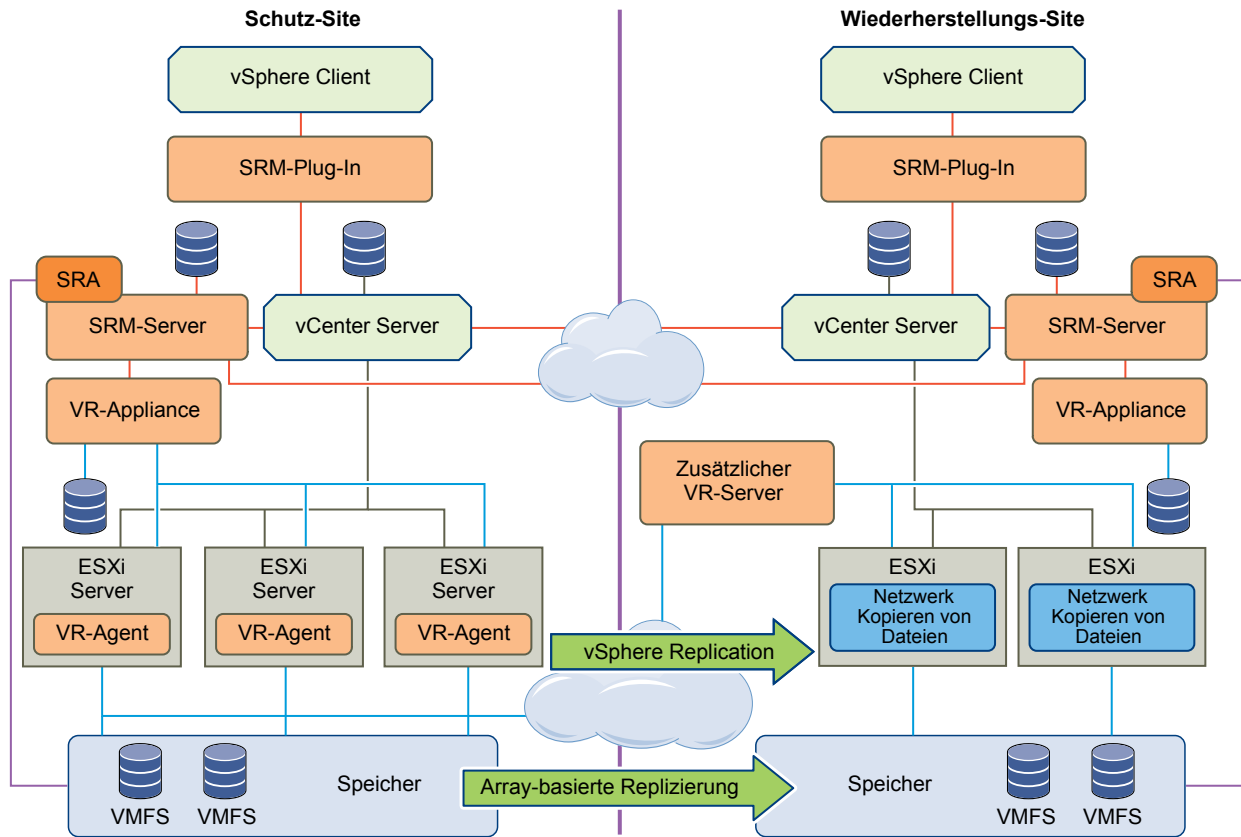 Schutz-Site
Wiederherstellungs-Site
vSphere Client
vSphere Client
SRM-Plug-In
SRM-Plug-In
SRA
SRA
SRM-Server
vCenter Server
vCenter Server
SRM-Server
VR-Appliance
VR-Appliance
Zusätzlicher
VR-Server
ESXi
Server
VR-Agent
ESXi
Server
VR-Agent
ESXi
Server
VR-Agent
ESXi
Netzwerk
Kopieren von
Dateien
ESXi
Netzwerk
Kopieren von
Dateien
vSphere Replication
Speicher
VMFS
VMFS
Array-basierte Replizierung
Speicher
VMFS
VMFS